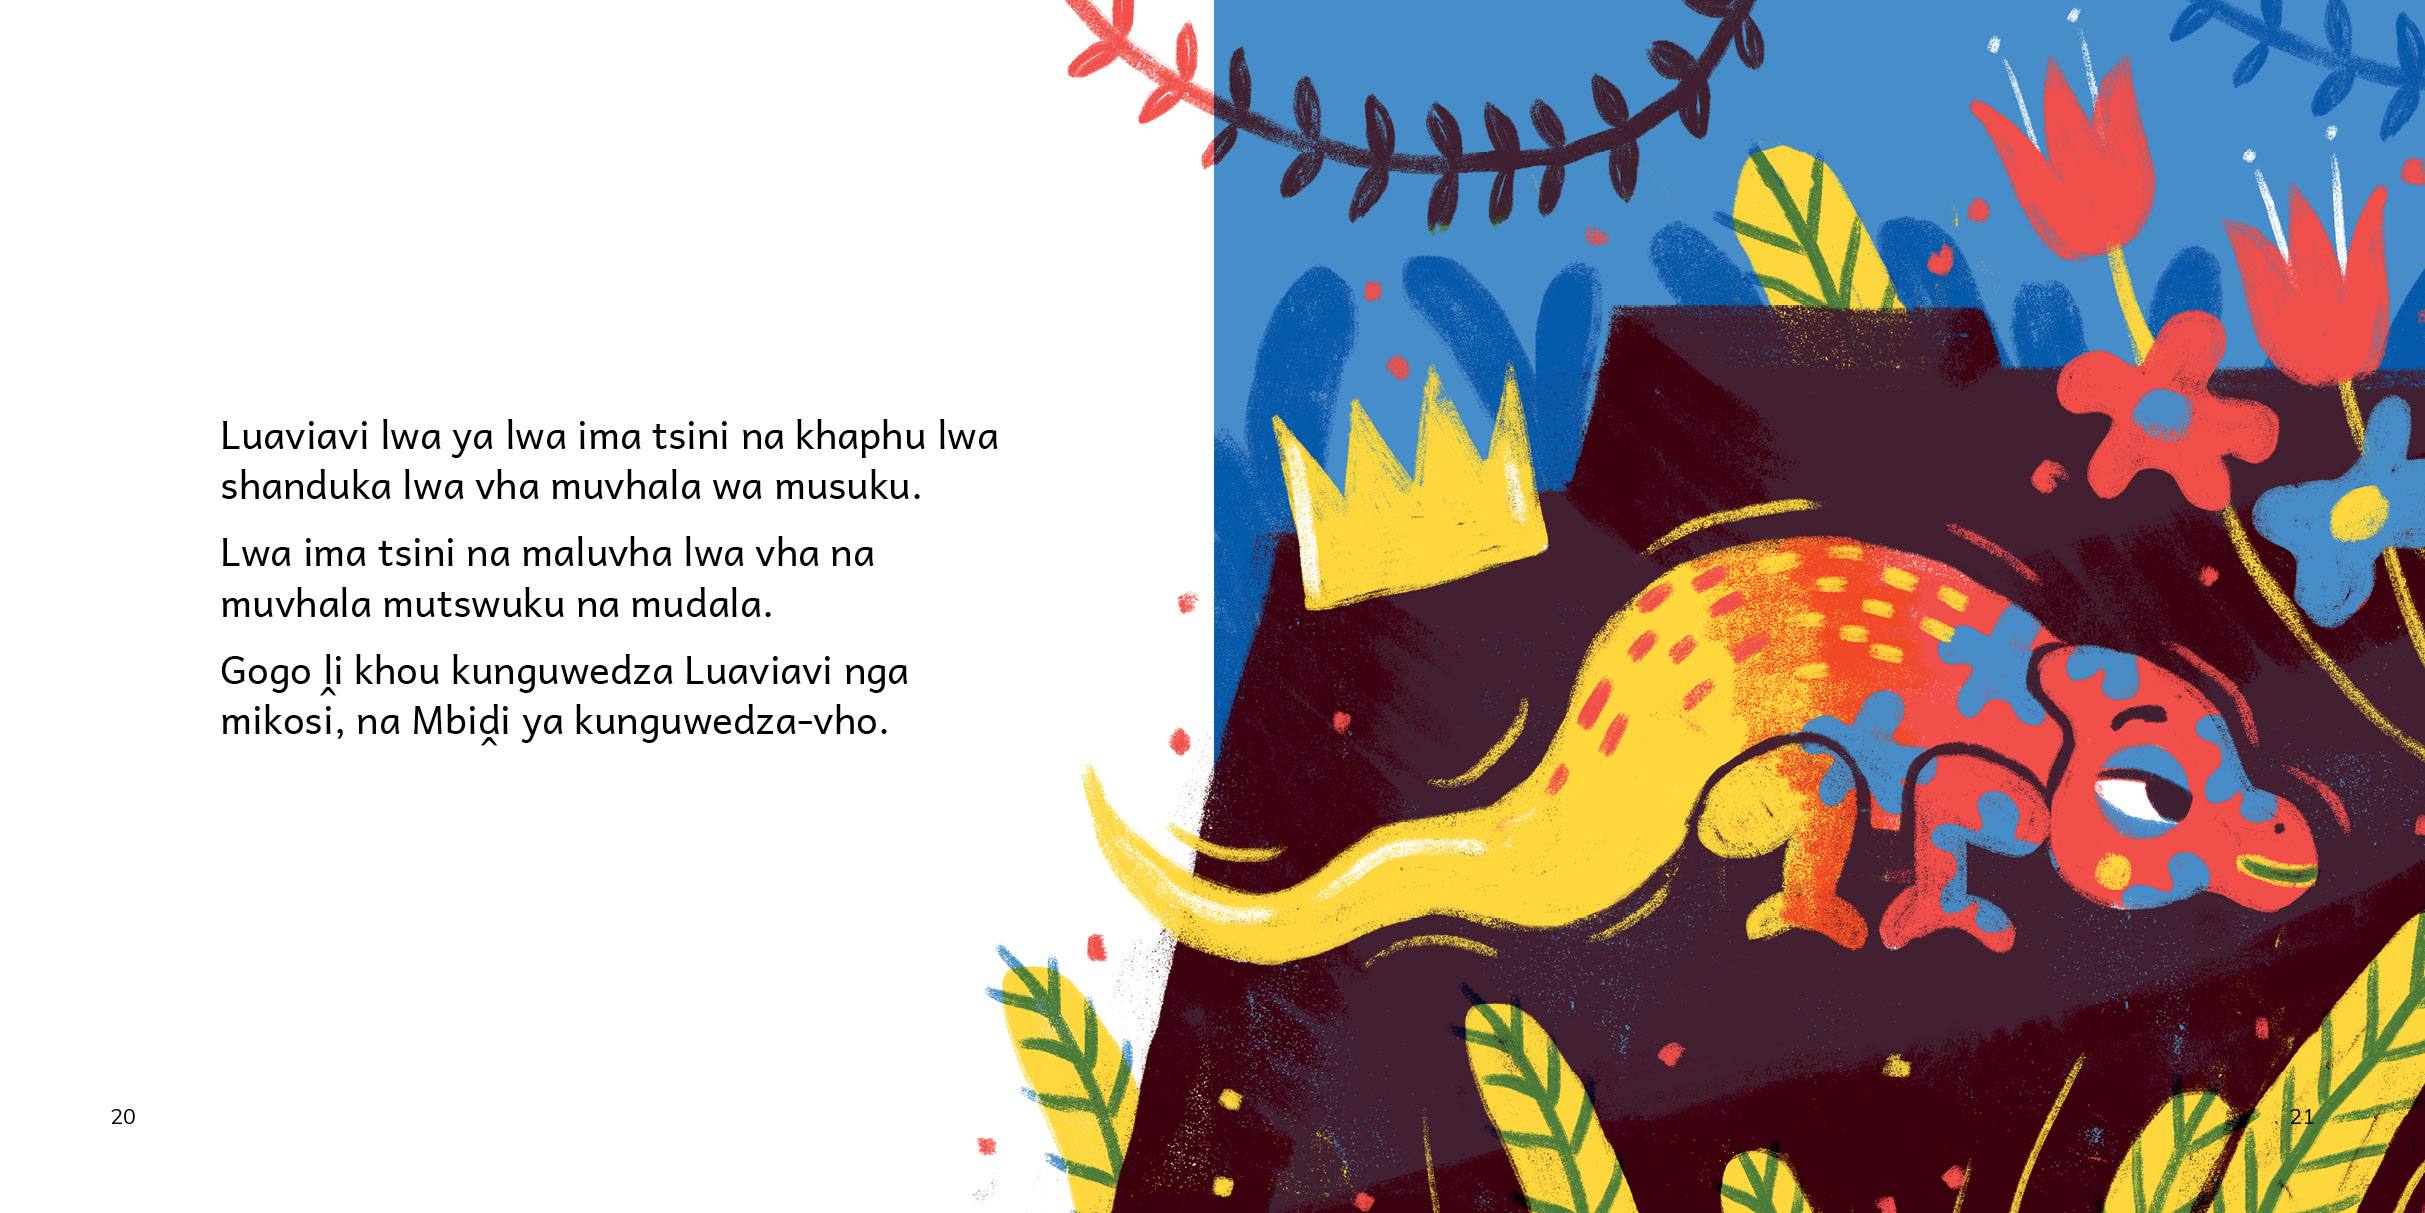 Luaviavi lwa ya lwa ima tsini na khaphu lwa
shanduka lwa vha muvhala wa musuku.
Lwa ima tsini na maluvha lwa vha na
muvhala mutswuku na mudala.
Gogo ḽi khou kunguwedza Luaviavi nga
mikosi, na Mbiḓi ya kunguwedza-vho.
20
21